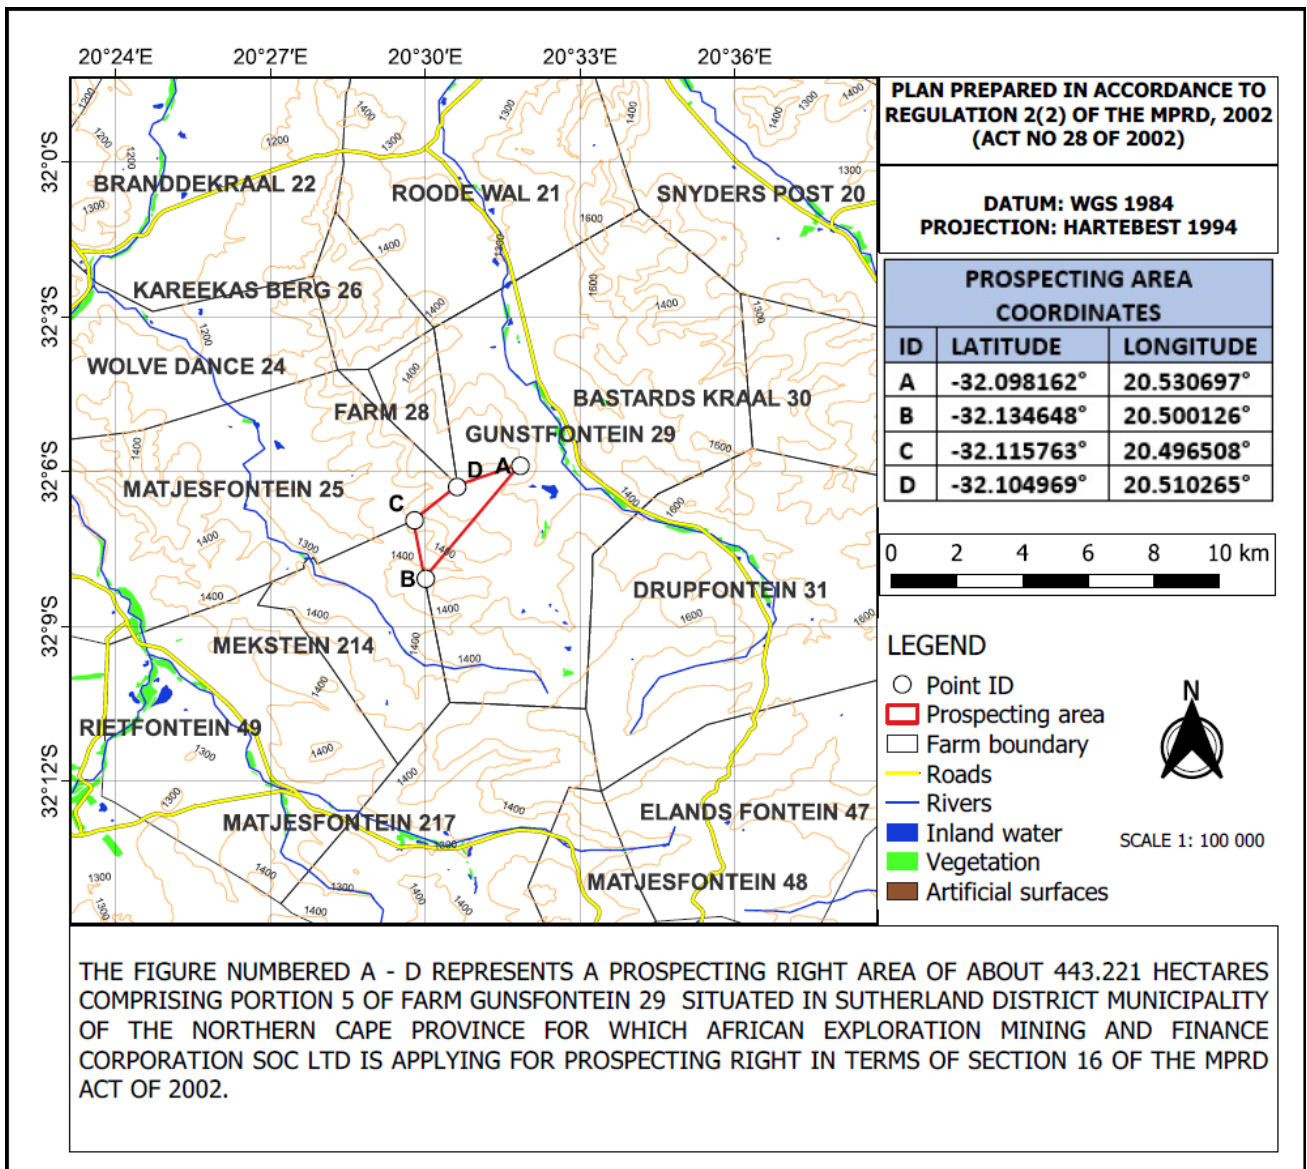 20°24'E 20°27'E 20°30'E 20°33'E 20°36'E
32°0'S
32°3'S
32°6'S
32°9'S
32°12'S
BRANDDEKRAAL 22
ROODE WAL 21
SNYDERS POST 20
KAREEKAS BERG 26
WOLVE DANCE 24
FARM 28
BASTARDS KRAAL 30
GUNSTFONTEIN 29
MATJESFONTEIN 25
D
A
C
B
DRUPFONTEIN 31
MEKSTEIN 214
RIETFONTEIN 49
MATJESFONTEIN 217
ELANDS FONTEIN 47
MATJESFONTEIN 48
1200
1300
1400
1600
PLAN PREPARED IN ACCORDANCE TO
REGULATION 2(2) OF THE MPRD, 2002
(ACT NO 28 OF 2002)
DATUM: WGS 1984
PROJECTION: HARTEBEST 1994
PROSPECTING AREA
COORDINATES
ID LATITUDE LONGITUDE
A -32.098162° 20.530697°
B -32.134648° 20.500126°
C -32.115763° 20.496508°
D -32.104969° 20.510265°
0 2 4 6 8 10 km
LEGEND
Point ID
Prospecting area
Farm boundary
Roads
Rivers
Inland water
Vegetation
Artificial surfaces
N
SCALE 1: 100 000
THE FIGURE NUMBERED A - D REPRESENTS A PROSPECTING RIGHT AREA OF ABOUT 443.221 HECTARES
COMPRISING PORTION 5 OF FARM GUNSFONTEIN 29 SITUATED IN SUTHERLAND DISTRICT MUNICIPALITY
OF THE NORTHERN CAPE PROVINCE FOR WHICH AFRICAN EXPLORATION MINING AND FINANCE
CORPORATION SOC LTD IS APPLYING FOR PROSPECTING RIGHT IN TERMS OF SECTION 16 OF THE MPRD
ACT OF 2002.